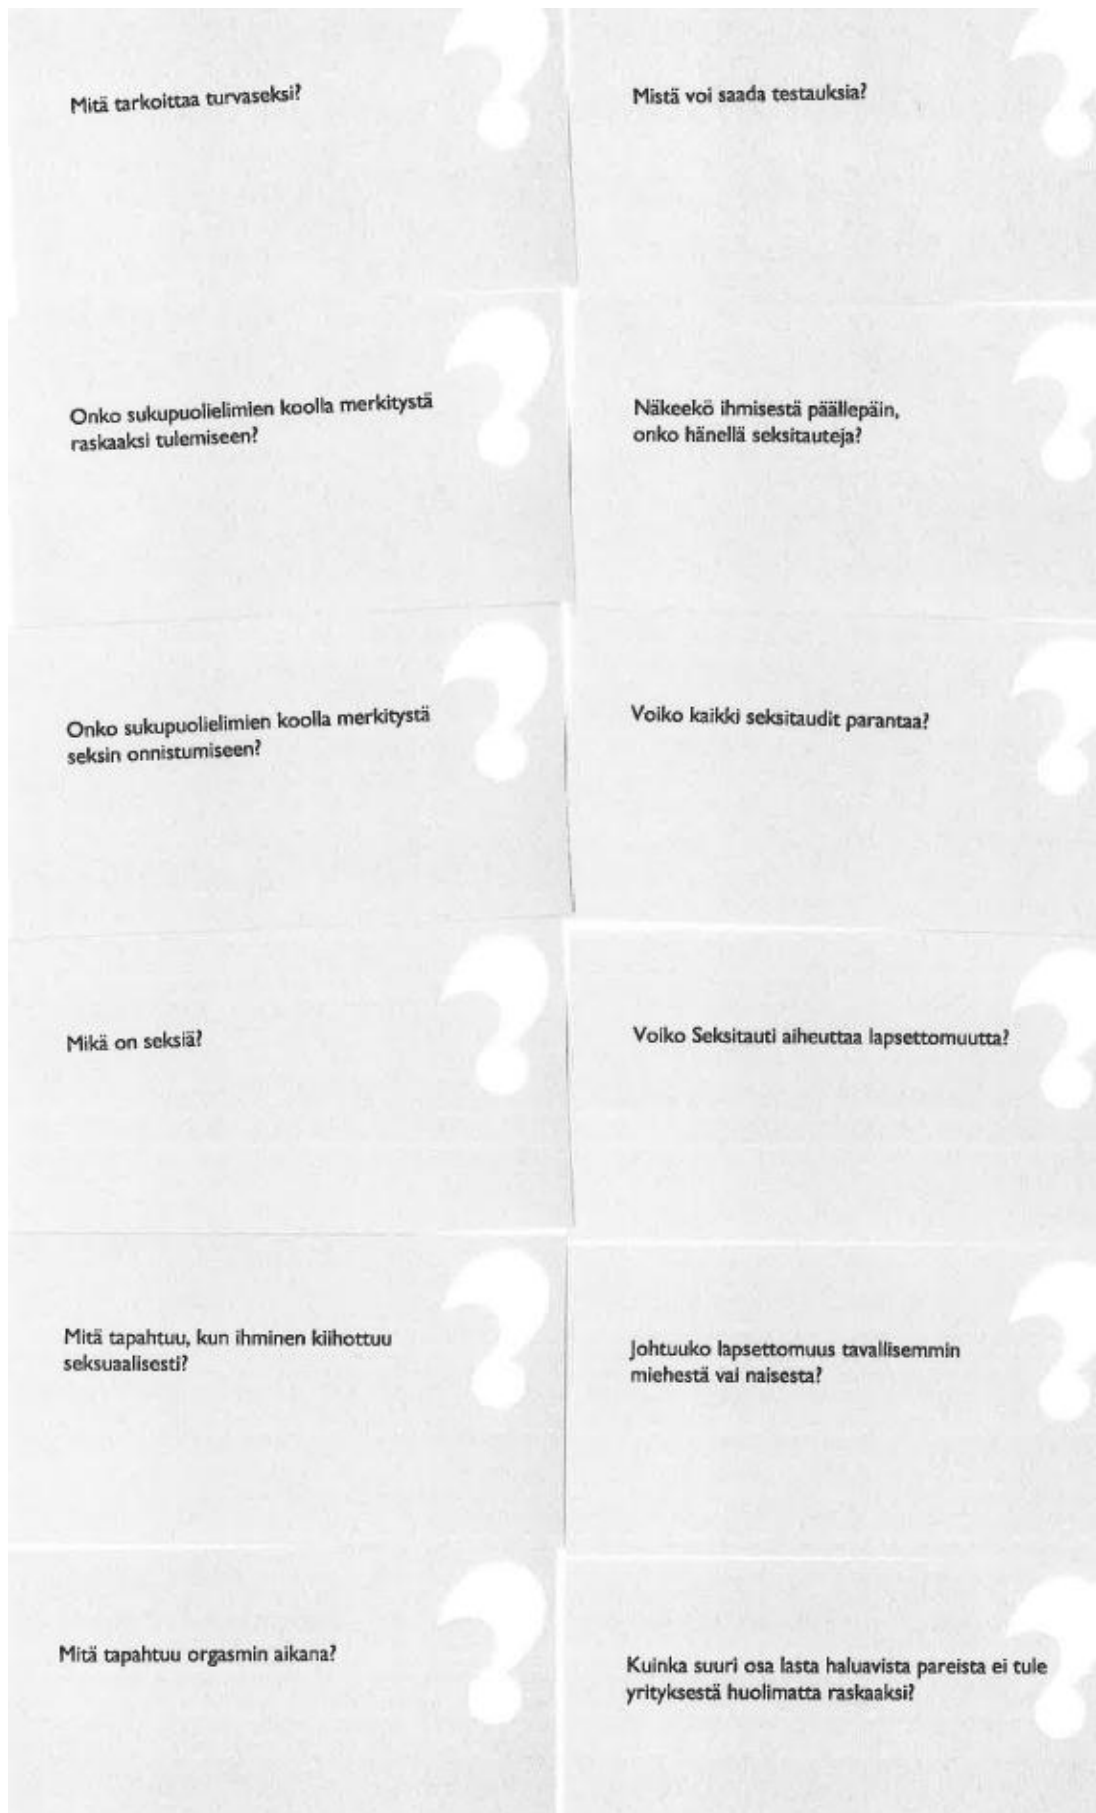 Mitä tarkoittaa turvaseksi?
Mistä voi saada testauksia?
Onko sukupuolielimien koolla merkitystä
raskaaksi tulemiseen?
Näkeekö ihmisestä päällepäin,
onko hänellä seksitauteja?
Onko sukupuolielimien koolla merkitystä
seksin onnistumiseen?
Voiko kaikki seksitaudit parantaa?
Mikä on seksiä?
Voiko Seksitauti aiheuttaa lapsettomuutta?
Mitä tapahtuu, kun ihminen kiihottuu
seksuaalisesti?
Johtuuko lapsettomuus tavallisemmin
miehestä vai naisesta?
Mitä tapahtuu orgasmin aikana?
Kuinka suuri osa lasta haluavista pareista ei tule
yrityksestä huolimatta raskaaksi?